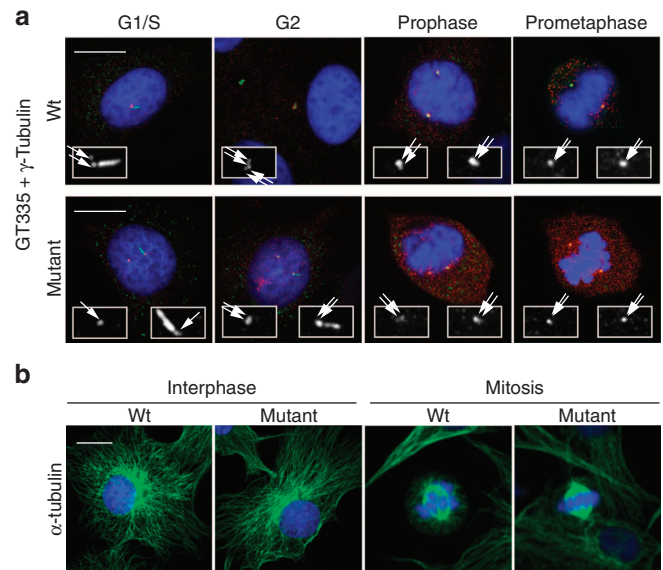 a
G1/S G2 Prophase Prometaphase
GT335 + γ-Tubulin
Wt
Mutant
b
Interphase Mitosis
Wt Mutant Wt Mutant
α-tubulin